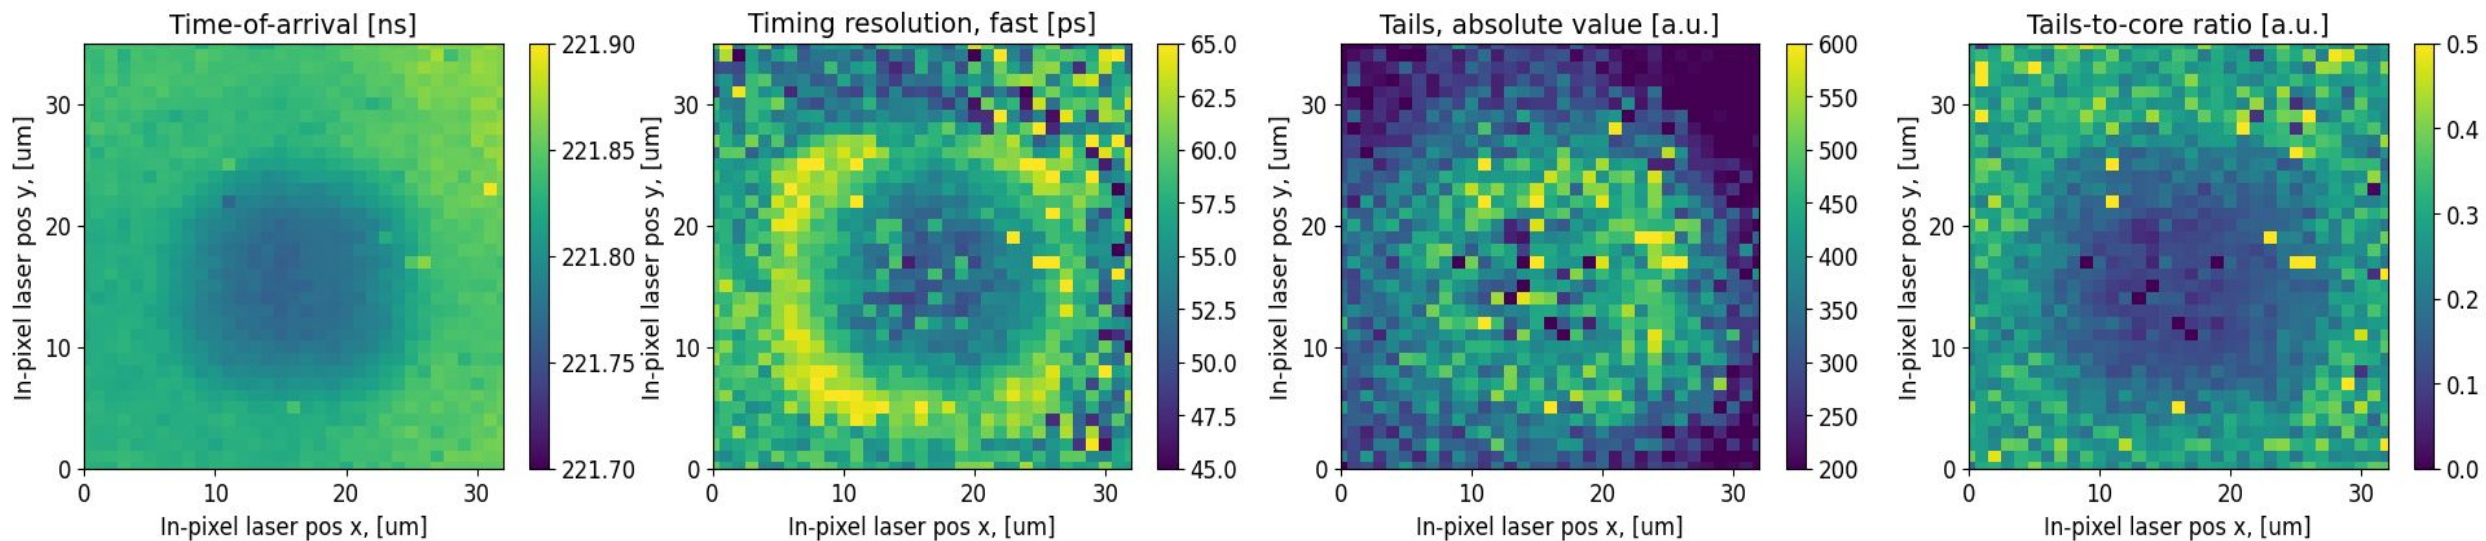 Time-of-arrival [ns]
In-pixel laser pos y, [um]
30
20
10
0
0 10 20 30
In-pixel laser pos x, [um]
221.90
221.85
221.80
221.75
221.70
Timing resolution, fast [ps]
In-pixel laser pos y, [um]
30
20
10
0
0 10 20 30
In-pixel laser pos x, [um]
65.0
62.5
60.0
57.5
55.0
52.5
50.0
47.5
45.0
Tails, absolute value [a.u.]
In-pixel laser pos y, [um]
30
20
10
0
0 10 20 30
In-pixel laser pos x, [um]
600
550
500
450
400
350
300
250
200
Tails-to-core ratio [a.u.]
In-pixel laser pos y, [um]
30
20
10
0
0 10 20 30
In-pixel laser pos x, [um]
0.5
0.4
0.3
0.2
0.1
0.0